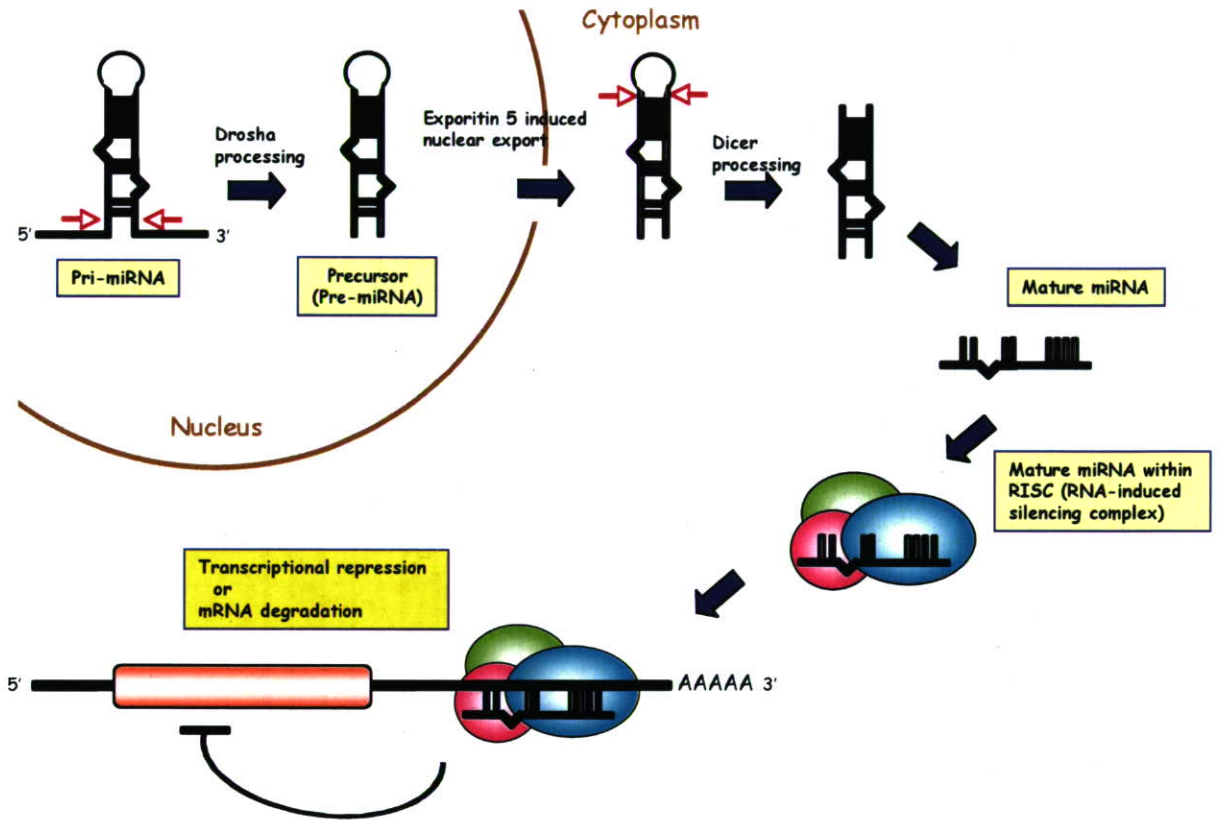 Cytoplasm
Drosha
processing
Exporitin 5 induced
nuclear export
Dicer
processing
5'
3'
Pri-miRNA
Precursor
(Pre-miRNA)
Mature miRNA
Nucleus
Mature miRNA within
RISC (RNA-induced
silencing complex)
Transcriptional repression
or
mRNA degradation
5'
AAAAA 3'